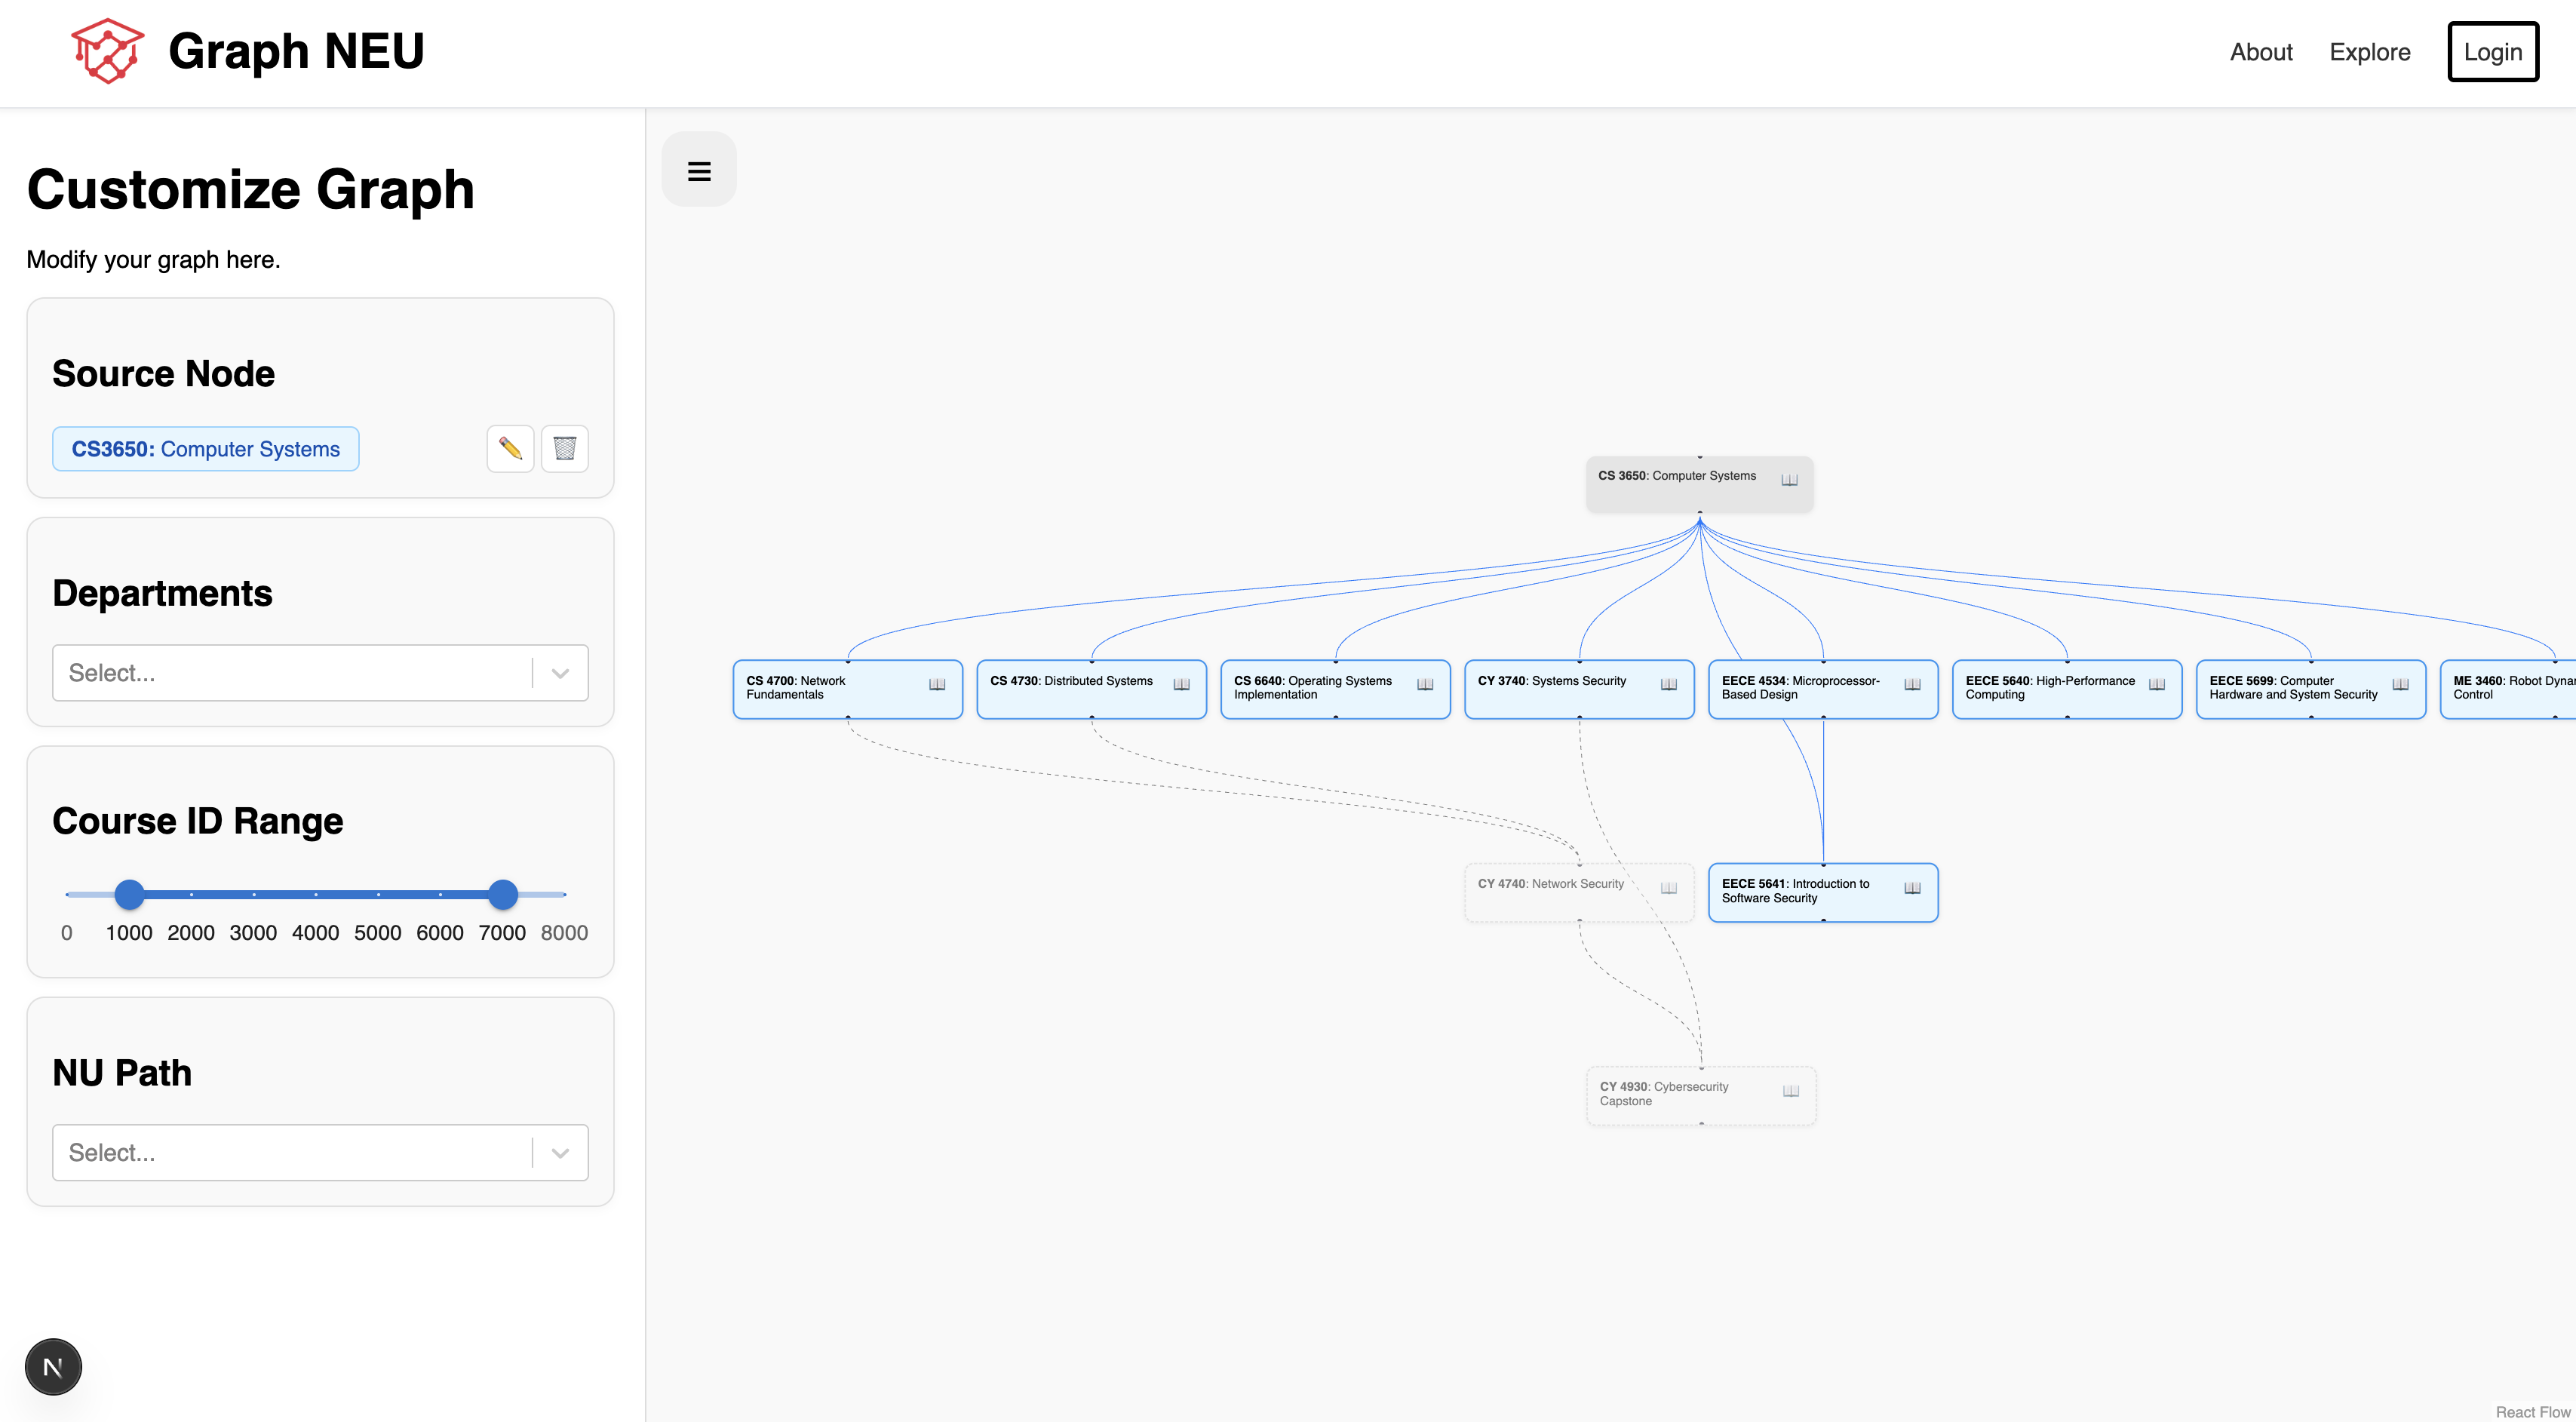 Graph NEU
About
Explore
Login
Customize Graph
Modify your graph here.
Source Node
CS3650: Computer Systems
Departments
Select...
Course ID Range
0 1000 2000 3000 4000 5000 6000 7000 8000
NU Path
Select...
N
CS 3650: Computer Systems
CS 4700: Network
Fundamentals
CS 4730: Distributed Systems
CS 6640: Operating Systems
Implementation
CY 3740: Systems Security
EECE 4534: Microprocessor-
Based Design
EECE 5640: High-Performance
Computing
EECE 5699: Computer
Hardware and System Security
ME 3460: Robot
Control
CY 4740: Network Security
EECE 5641: Introduction to
Software Security
CY 4930: Cybersecurity
Capstone
React Flow